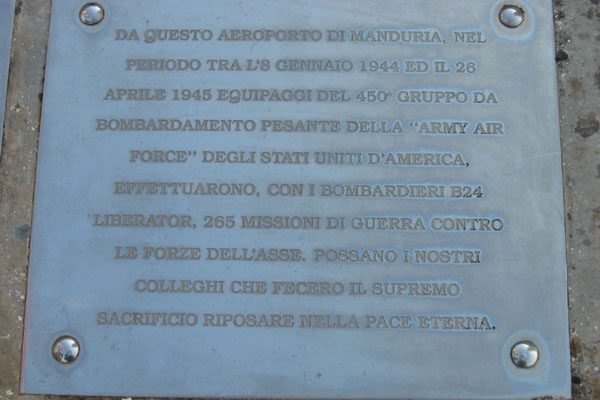 DA QUESTO AEROPORTO DI MANDURIA, NEL
PERIODO TRA L'8 GENNAIO 1944 ED IL 26
APRILE 1945 EQUIPAGGI DEL 450° GRUPPO DA
BOMBARDAMENTO PESANTE DELLA "ARMY AIR
FORCE" DEGLI STATI UNITI D'AMERICA,
EFFETTUARONO, CON I BOMBARDIERI B24
LIBERATOR, 265 MISSIONI DI GUERRA CONTRO
LE FORZE DELL'ASSE. POSSANO I NOSTRI
COLLEGHI CHE FECERO IL SUPREMO
SACRIFICIO RIPOSARE NELLA PACE ETERNA.